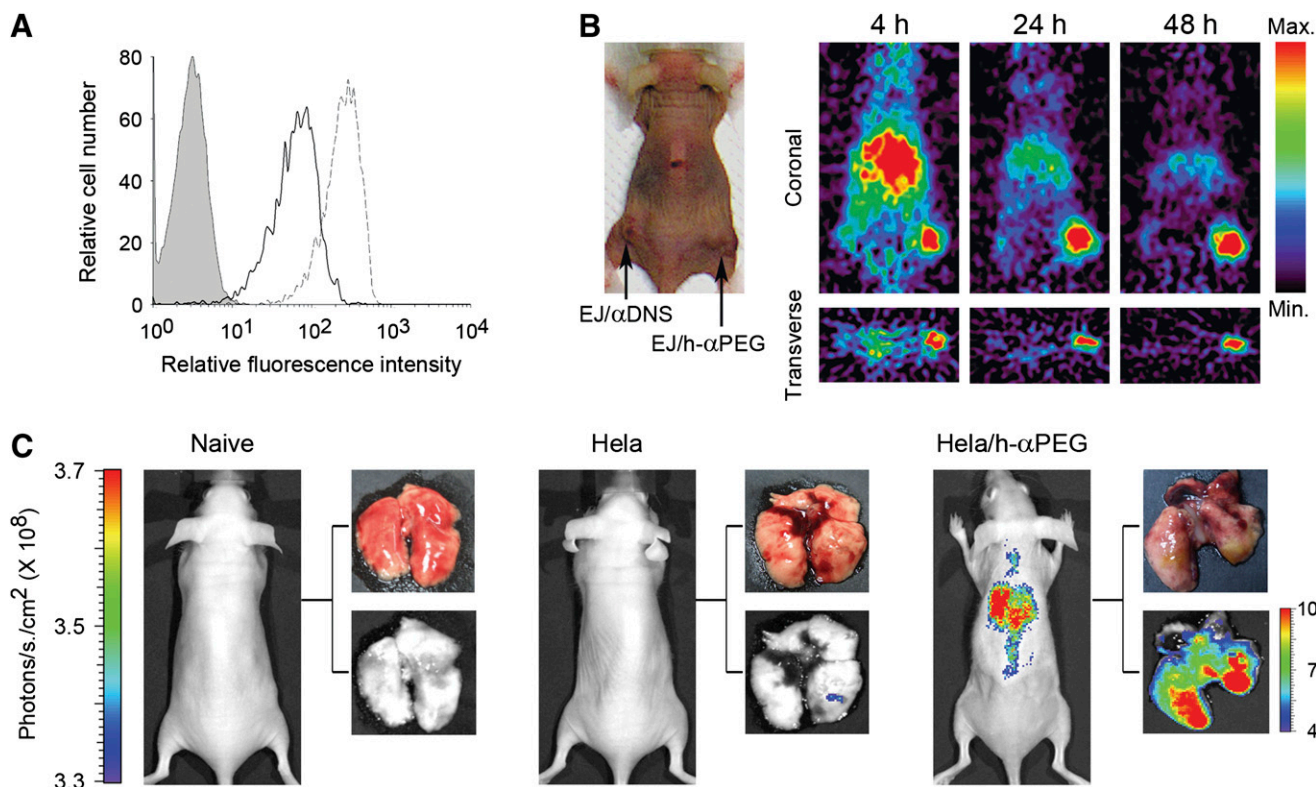 A
Relative cell number
80
60
40
20
0
10⁰ 10¹ 10² 10³ 10⁴
Relative fluorescence intensity
B
4 h 24 h 48 h
Coronal
Transverse
Max.
Min.
EJ/αDNS
EJ/h-αPEG
C
Naive Hela Hela/h-αPEG
Photons/s./cm² (X 10⁸)
3.7
3.5
3.3
10
7
4